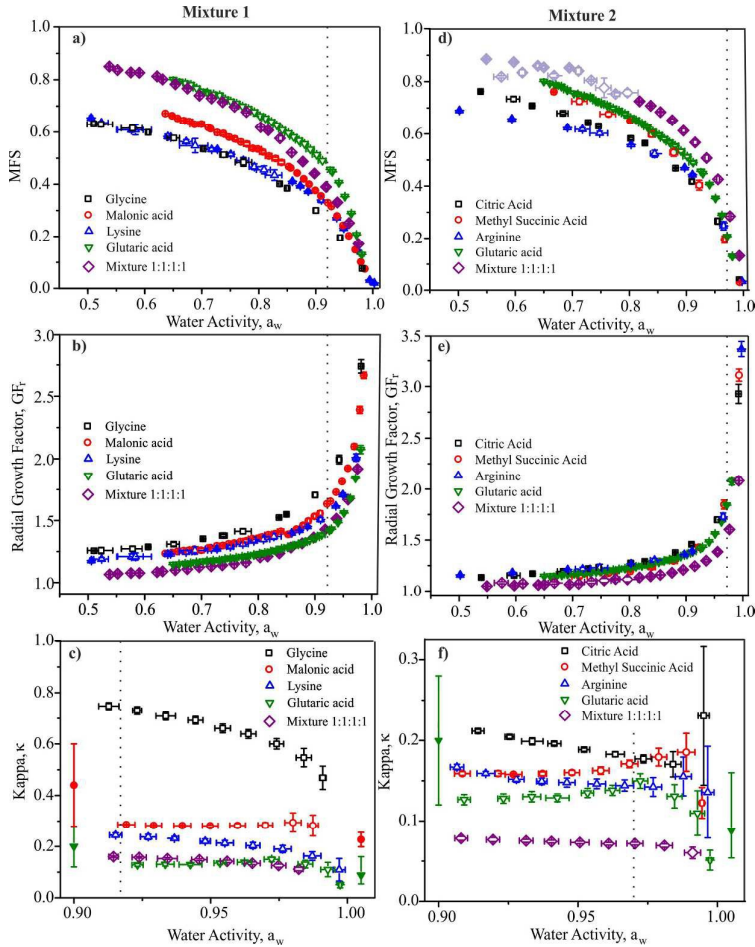 Mixture 1
a)
MFS
1.0
0.8
0.6
0.4
0.2
0.0
Glycine
Malonic acid
Lysine
Glutaric acid
Mixture 1:1:1:1
0.5 0.6 0.7 0.8 0.9 1.0
Water Activity, aw
b)
Radial Growth Factor, GFr
3.0
2.5
2.0
1.5
1.0
Glycine
Malonic acid
Lysine
Glutaric acid
Mixture 1:1:1:1
0.5 0.6 0.7 0.8 0.9 1.0
Water Activity, aw
c)
Kappa, κ
1.0
0.8
0.6
0.4
0.2
0.0
Glycine
Malonic acid
Lysine
Glutaric acid
Mixture 1:1:1:1
0.90 0.95 1.00
Water Activity, aw
Mixture 2
d)
MFS
1.0
0.8
0.6
0.4
0.2
0.0
Citric Acid
Methyl Succinic Acid
Arginine
Glutaric acid
Mixture 1:1:1:1
0.4 0.5 0.6 0.7 0.8 0.9 1.0
Water Activity, aw
e)
Radial Growth Factor, GFr
3.5
3.0
2.5
2.0
1.5
1.0
Citric Acid
Methyl Succinic Acid
Arginine
Glutaric acid
Mixture 1:1:1:1
0.4 0.5 0.6 0.7 0.8 0.9 1.0
Water Activity, aw
f)
Kappa, κ
0.3
0.2
0.1
0.0
Citric Acid
Methyl Succinic Acid
Arginine
Glutaric acid
Mixture 1:1:1:1
0.90 0.95 1.00
Water Activity, aw